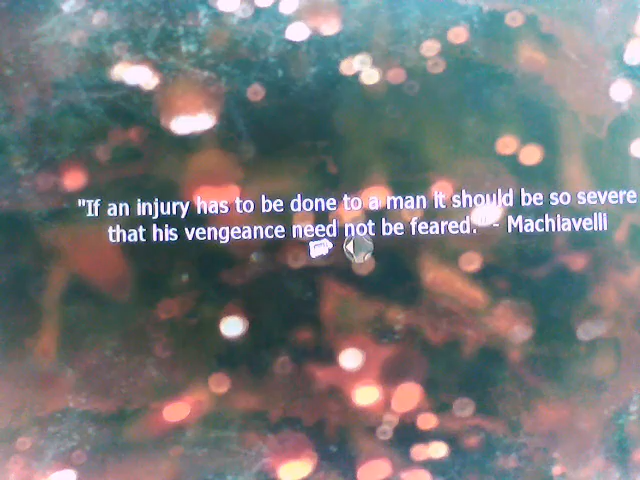 "If an injury has to be done to a man it should be so severe
that his vengeance need not be feared." - Machiavelli